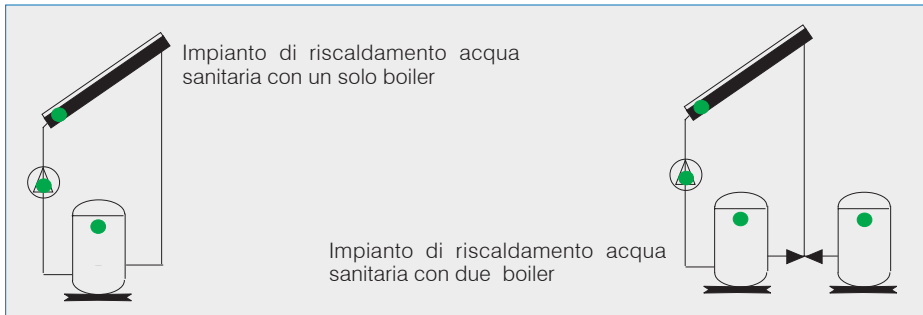 Impianto di riscaldamento acqua
sanitaria con un solo boiler
Impianto di riscaldamento acqua
sanitaria con due boiler